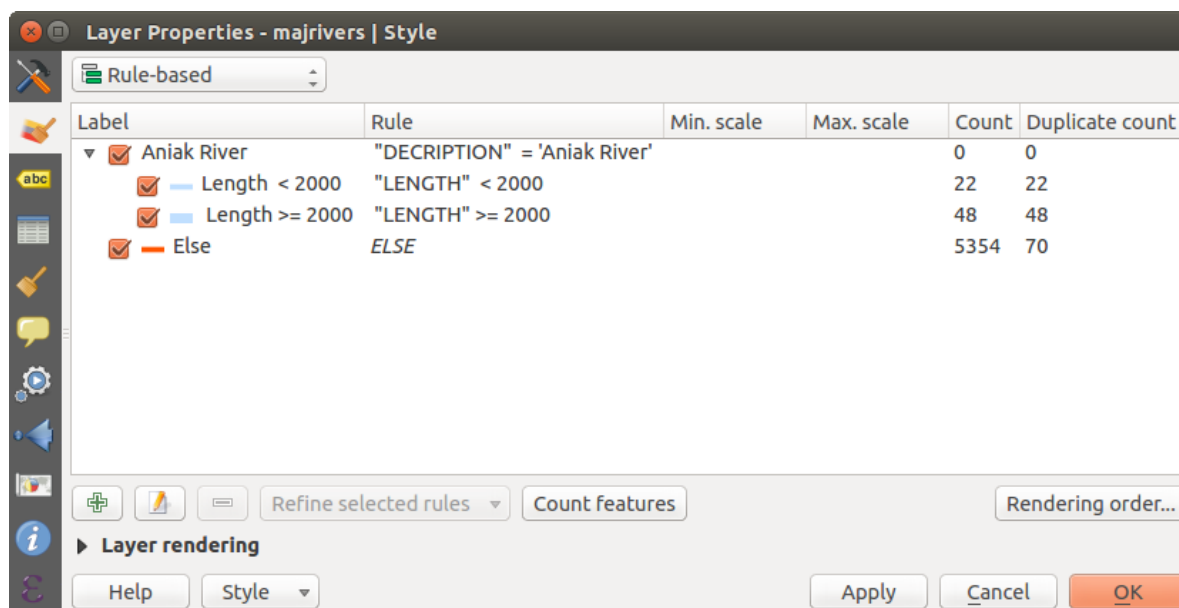 Layer Properties - majrivers | Style
Rule-based
Label Rule Min. scale Max. scale Count Duplicate count
Aniak River "DECRIPTION" = 'Aniak River' 0 0
Length < 2000 "LENGTH" < 2000 22 22
Length >= 2000 "LENGTH" >= 2000 48 48
Else ELSE 5354 70
abc
Refine selected rules Count features Rendering order...
Layer rendering
Help Style Apply Cancel OK